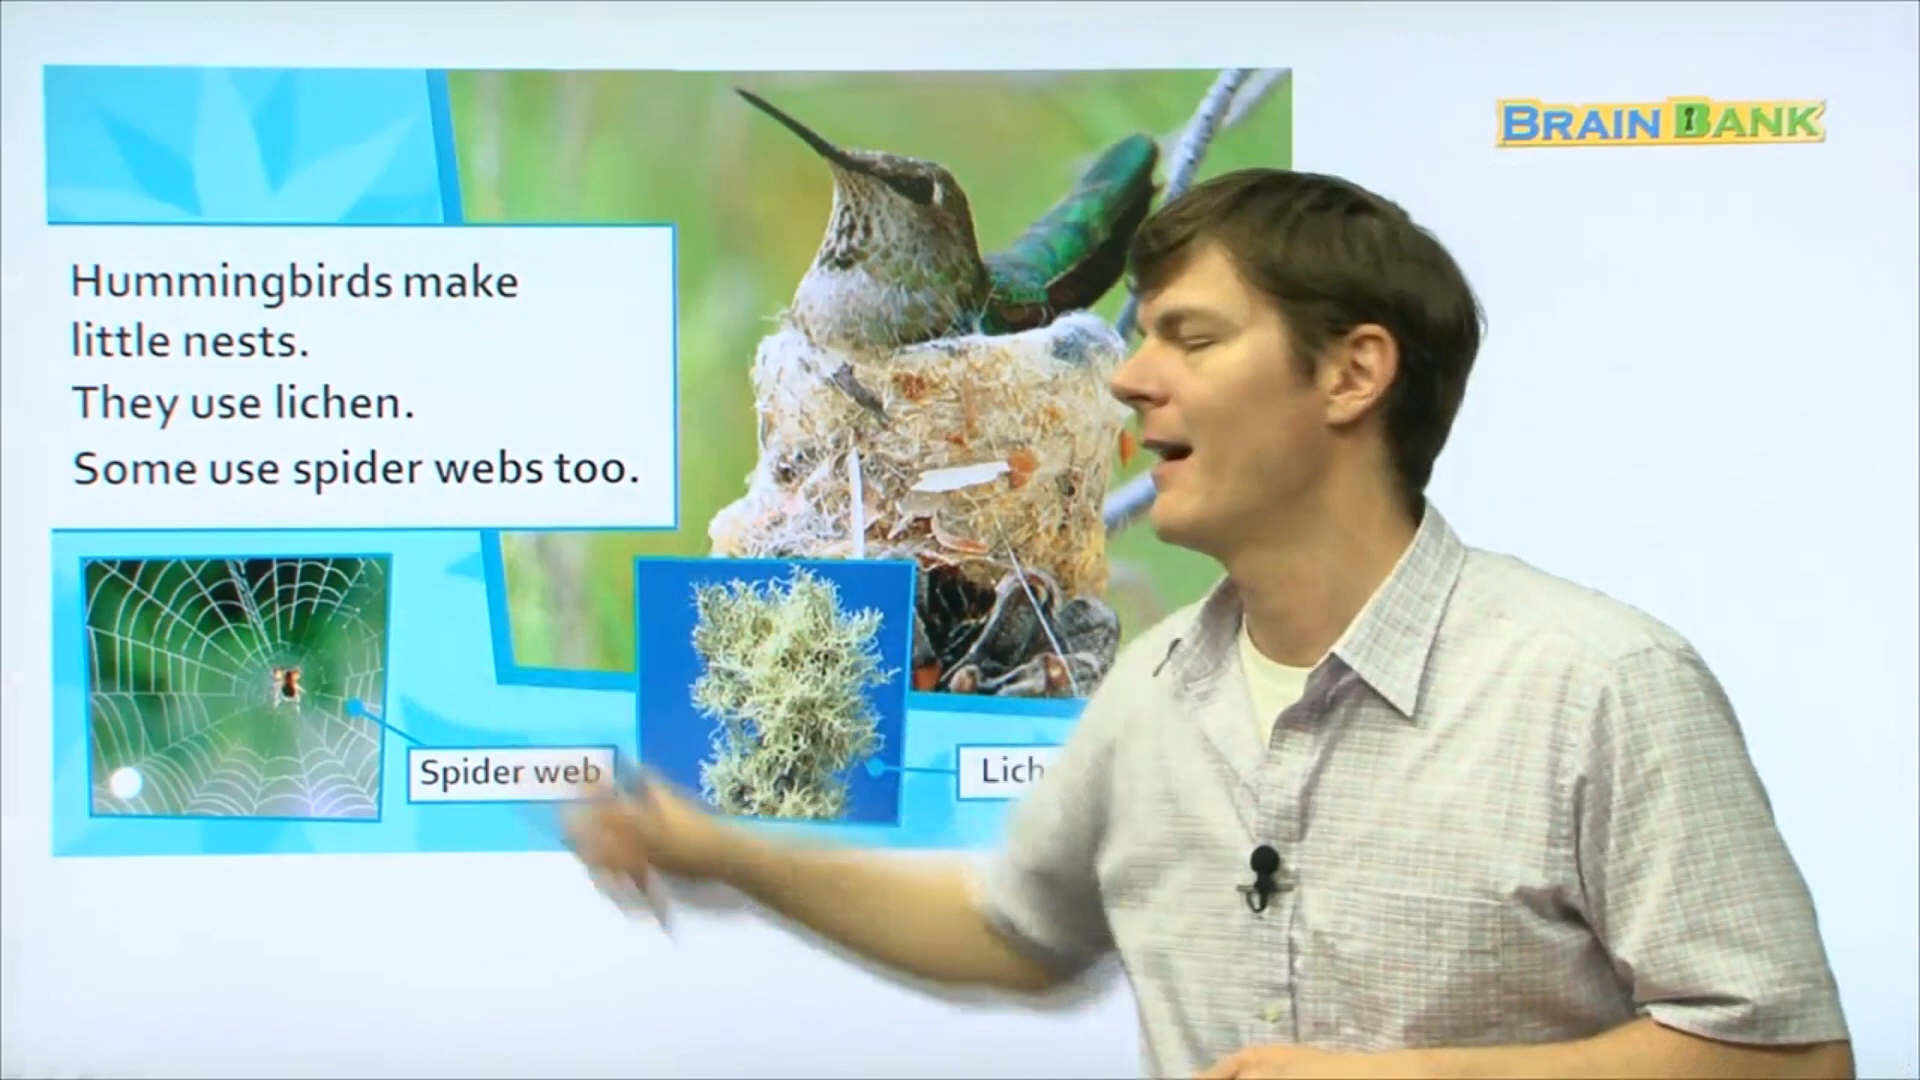 BRAIN BANK
Hummingbirds make
little nests.
They use lichen.
Some use spider webs too.
Spider web